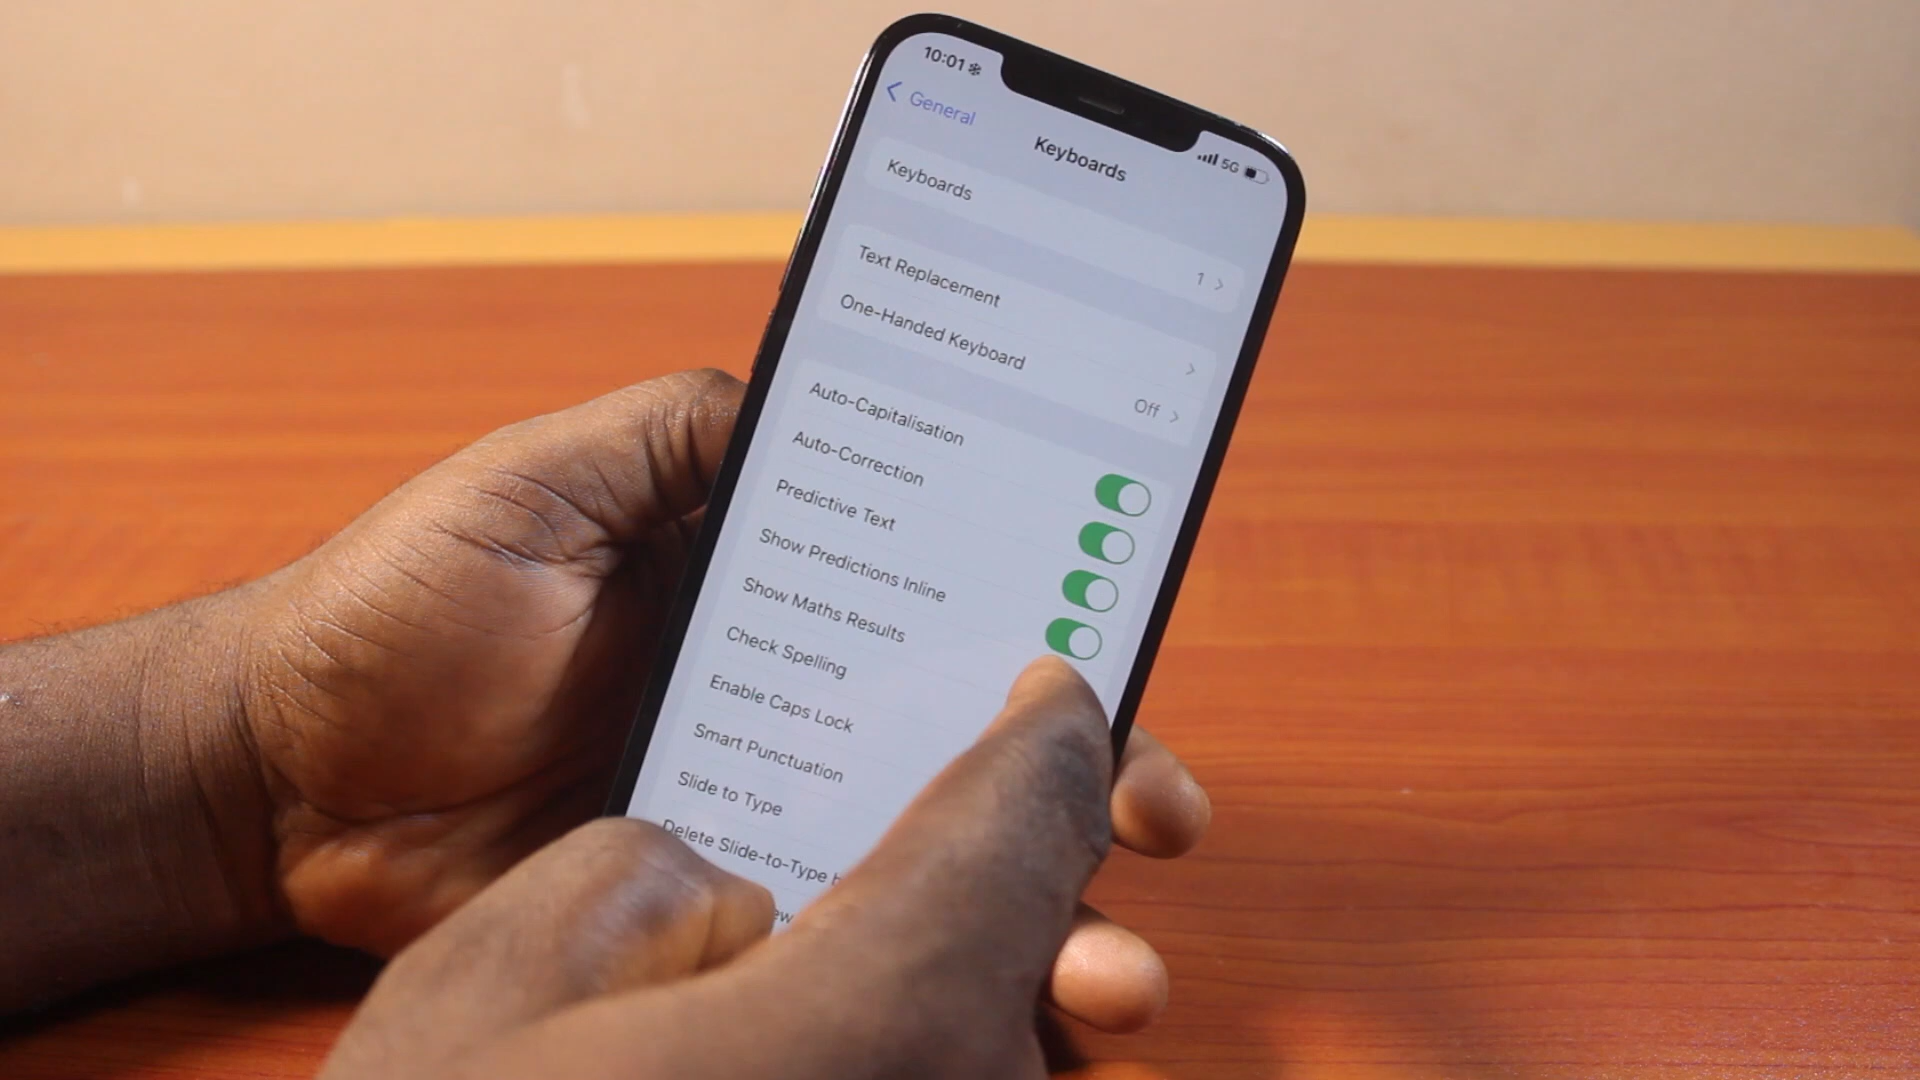 10:01
General
5G
Keyboards
Keyboards
1
Text Replacement
One-Handed Keyboard
Off
Auto-Capitalisation
Auto-Correction
Predictive Text
Show Predictions Inline
Show Maths Results
Check Spelling
Enable Caps Lock
Smart Punctuation
Slide to Type
Delete Slide-to-Type